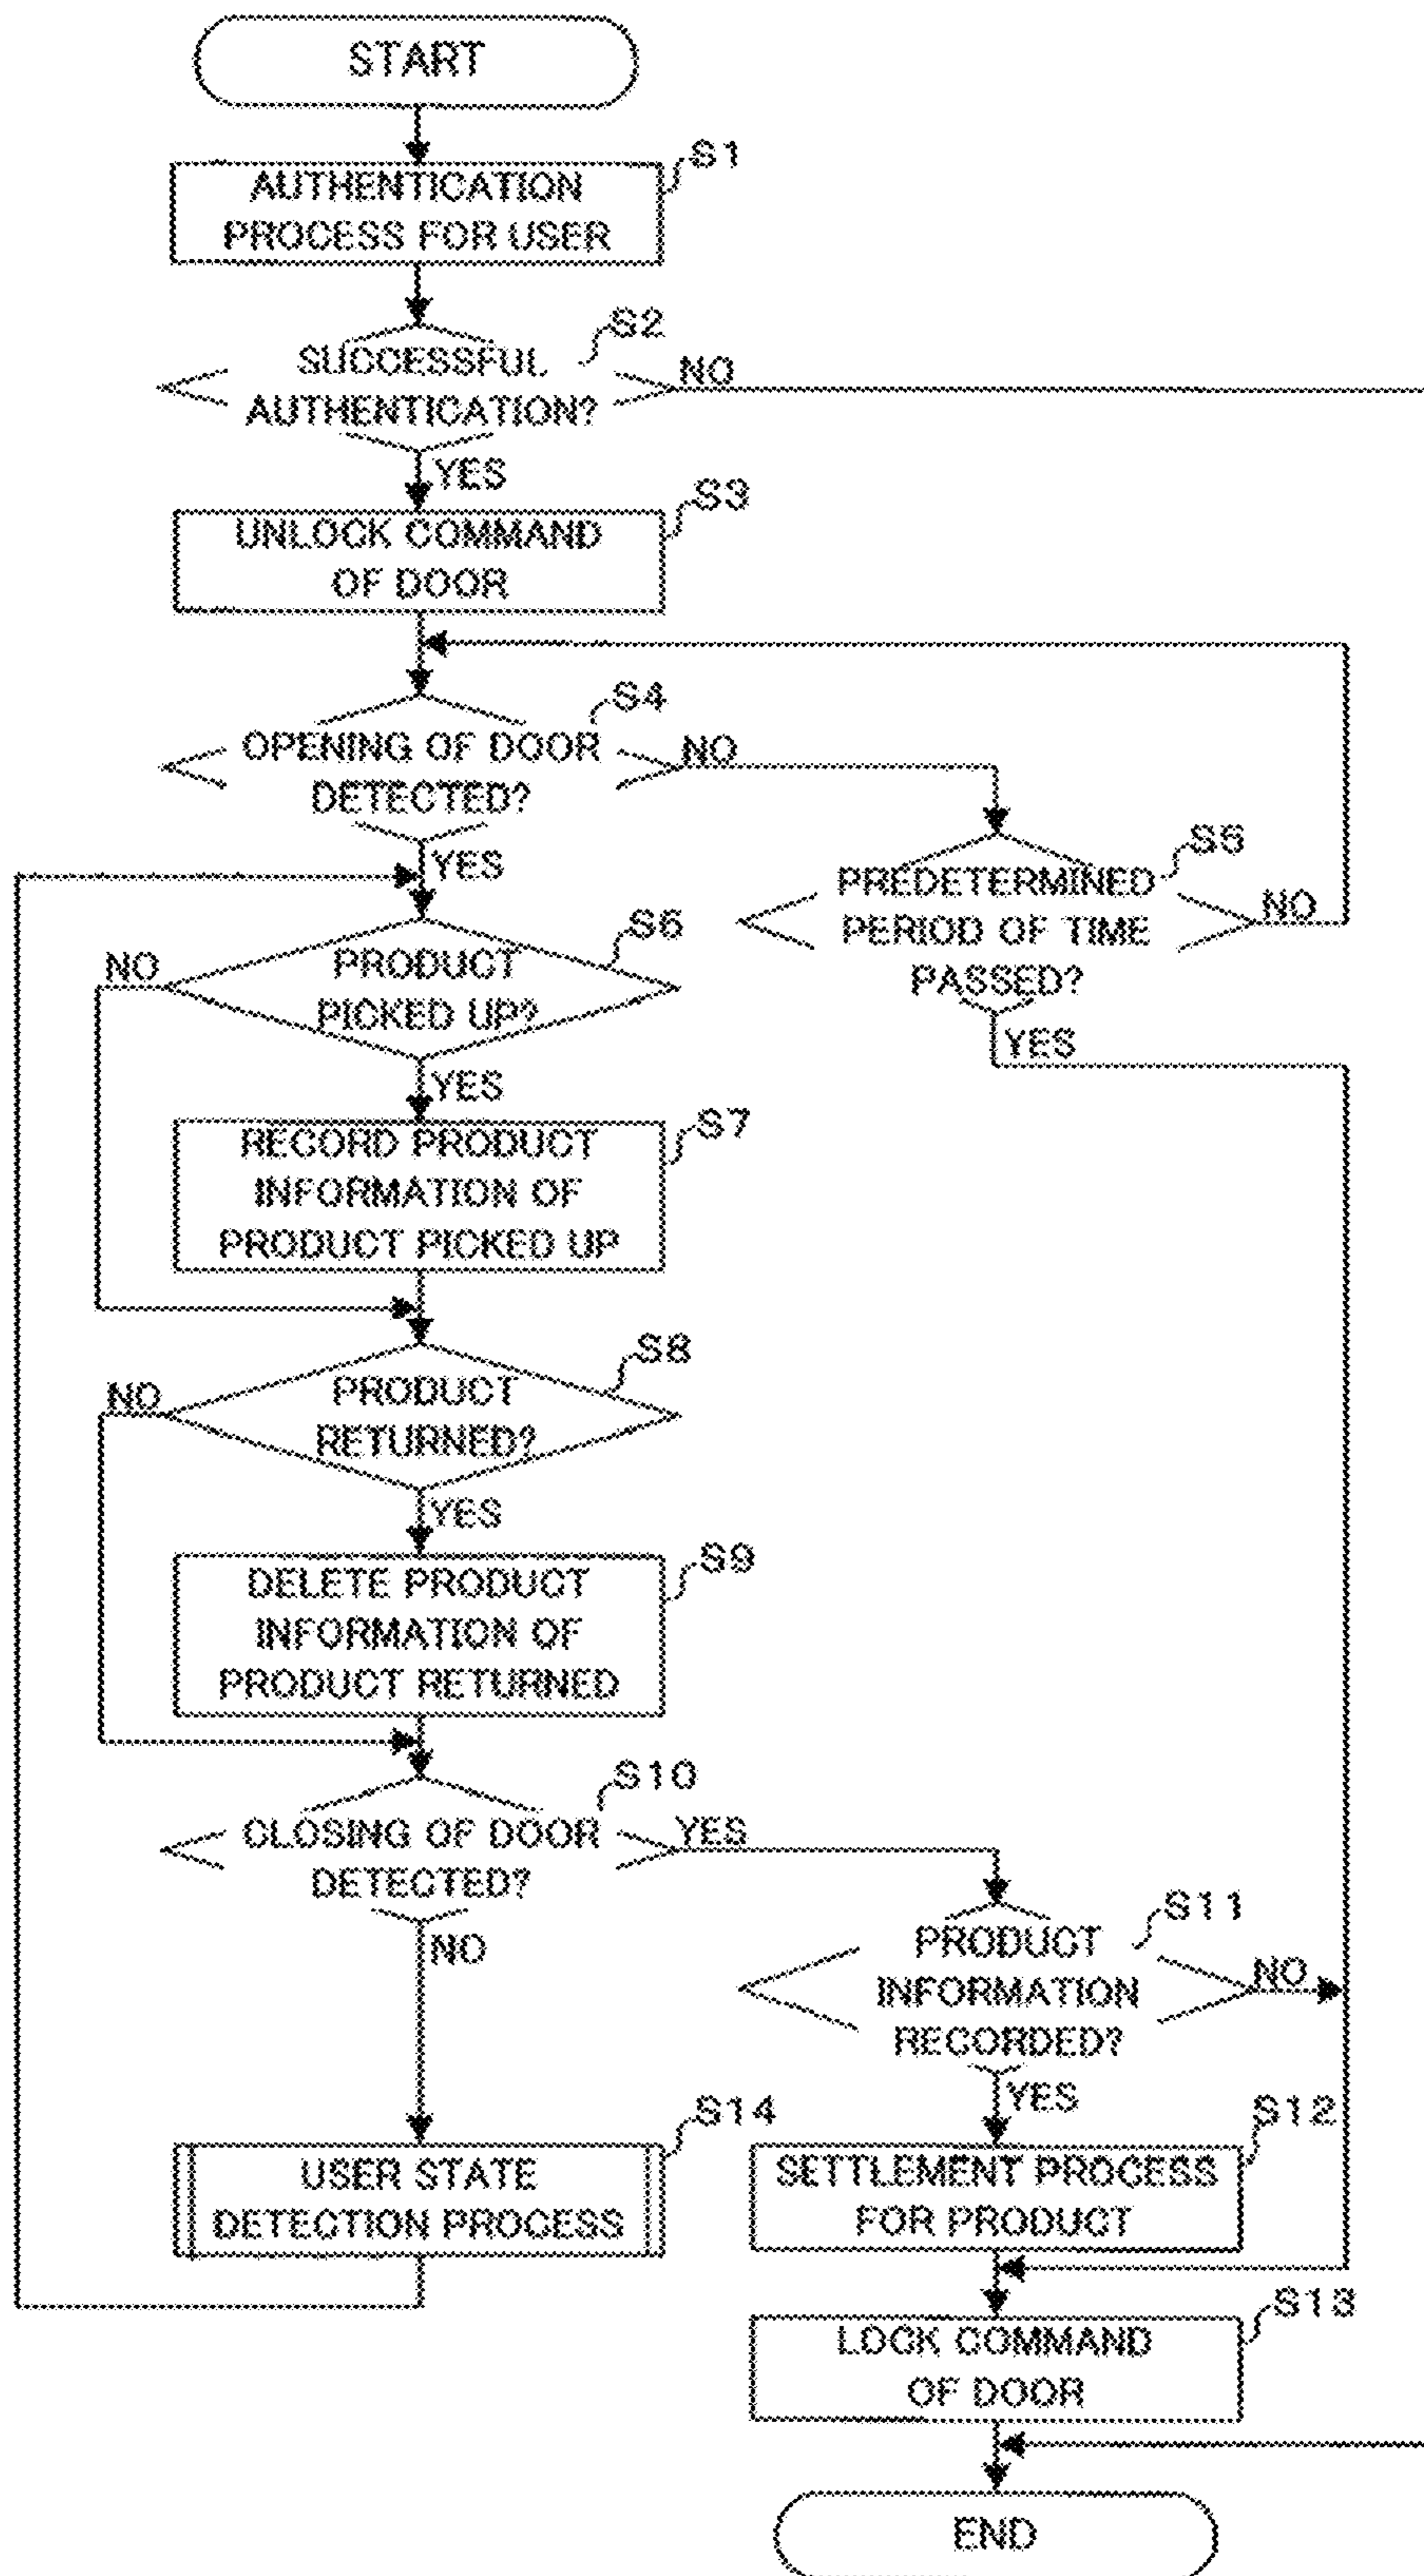 START
S1
AUTHENTICATION
PROCESS FOR USER
S2
SUCCESSFUL
AUTHENTICATION?
NO
YES
S3
UNLOCK COMMAND
OF DOOR
S4
OPENING OF DOOR
DETECTED?
NO
YES
S5
PREDETERMINED
PERIOD OF TIME
PASSED?
NO
YES
S6
PRODUCT
PICKED UP?
NO
YES
S7
RECORD PRODUCT
INFORMATION OF
PRODUCT PICKED UP
S8
PRODUCT
RETURNED?
NO
YES
S9
DELETE PRODUCT
INFORMATION OF
PRODUCT RETURNED
S10
CLOSING OF DOOR
DETECTED?
YES
NO
S11
PRODUCT
INFORMATION
RECORDED?
NO
YES
S14
USER STATE
DETECTION PROCESS
S12
SETTLEMENT PROCESS
FOR PRODUCT
S13
LOCK COMMAND
OF DOOR
END